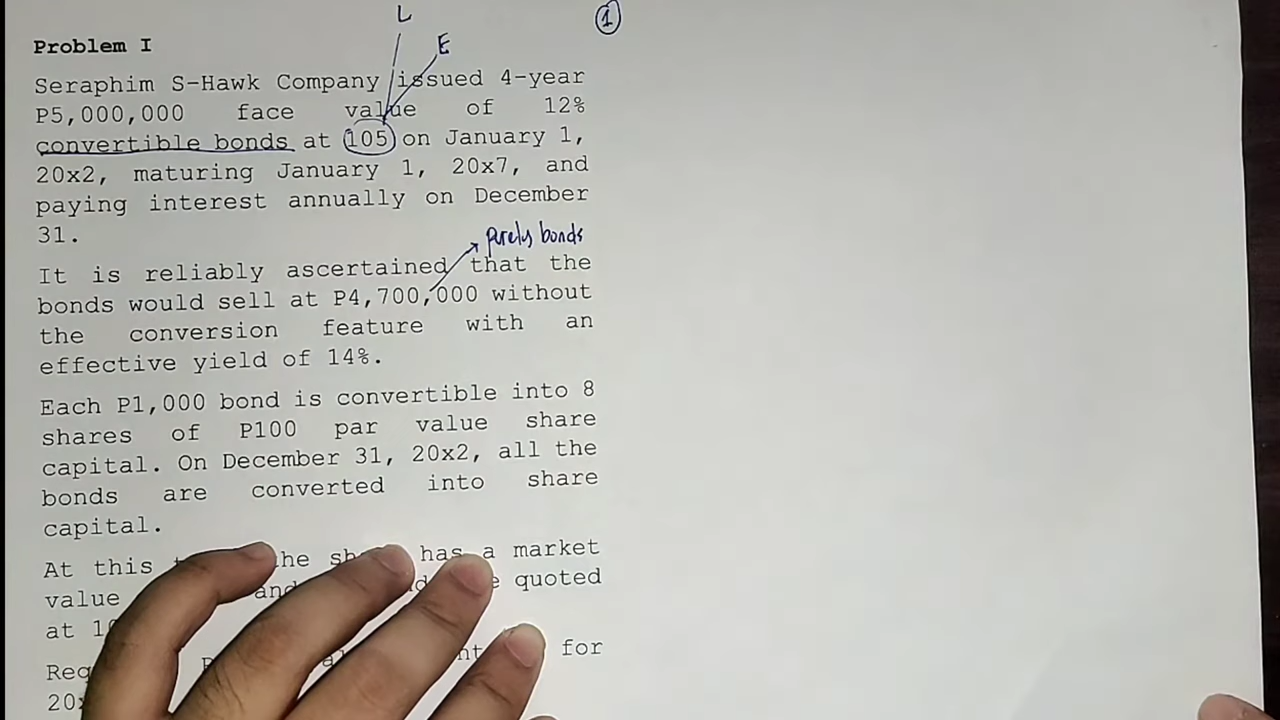 L
①
Problem I
E
Seraphim S-Hawk Company issued 4-year
P5,000,000 face value of 12%
convertible bonds at 105 on January 1,
20x2, maturing January 1, 20x7, and
paying interest annually on December
31.
purely bonds
It is reliably ascertained that the
bonds would sell at P4,700,000 without
the conversion feature with an
effective yield of 14%.
Each P1,000 bond is convertible into 8
shares of P100 par value share
capital. On December 31, 20x2, all the
bonds are converted into share
capital.
At this has a market
value quoted
at
for